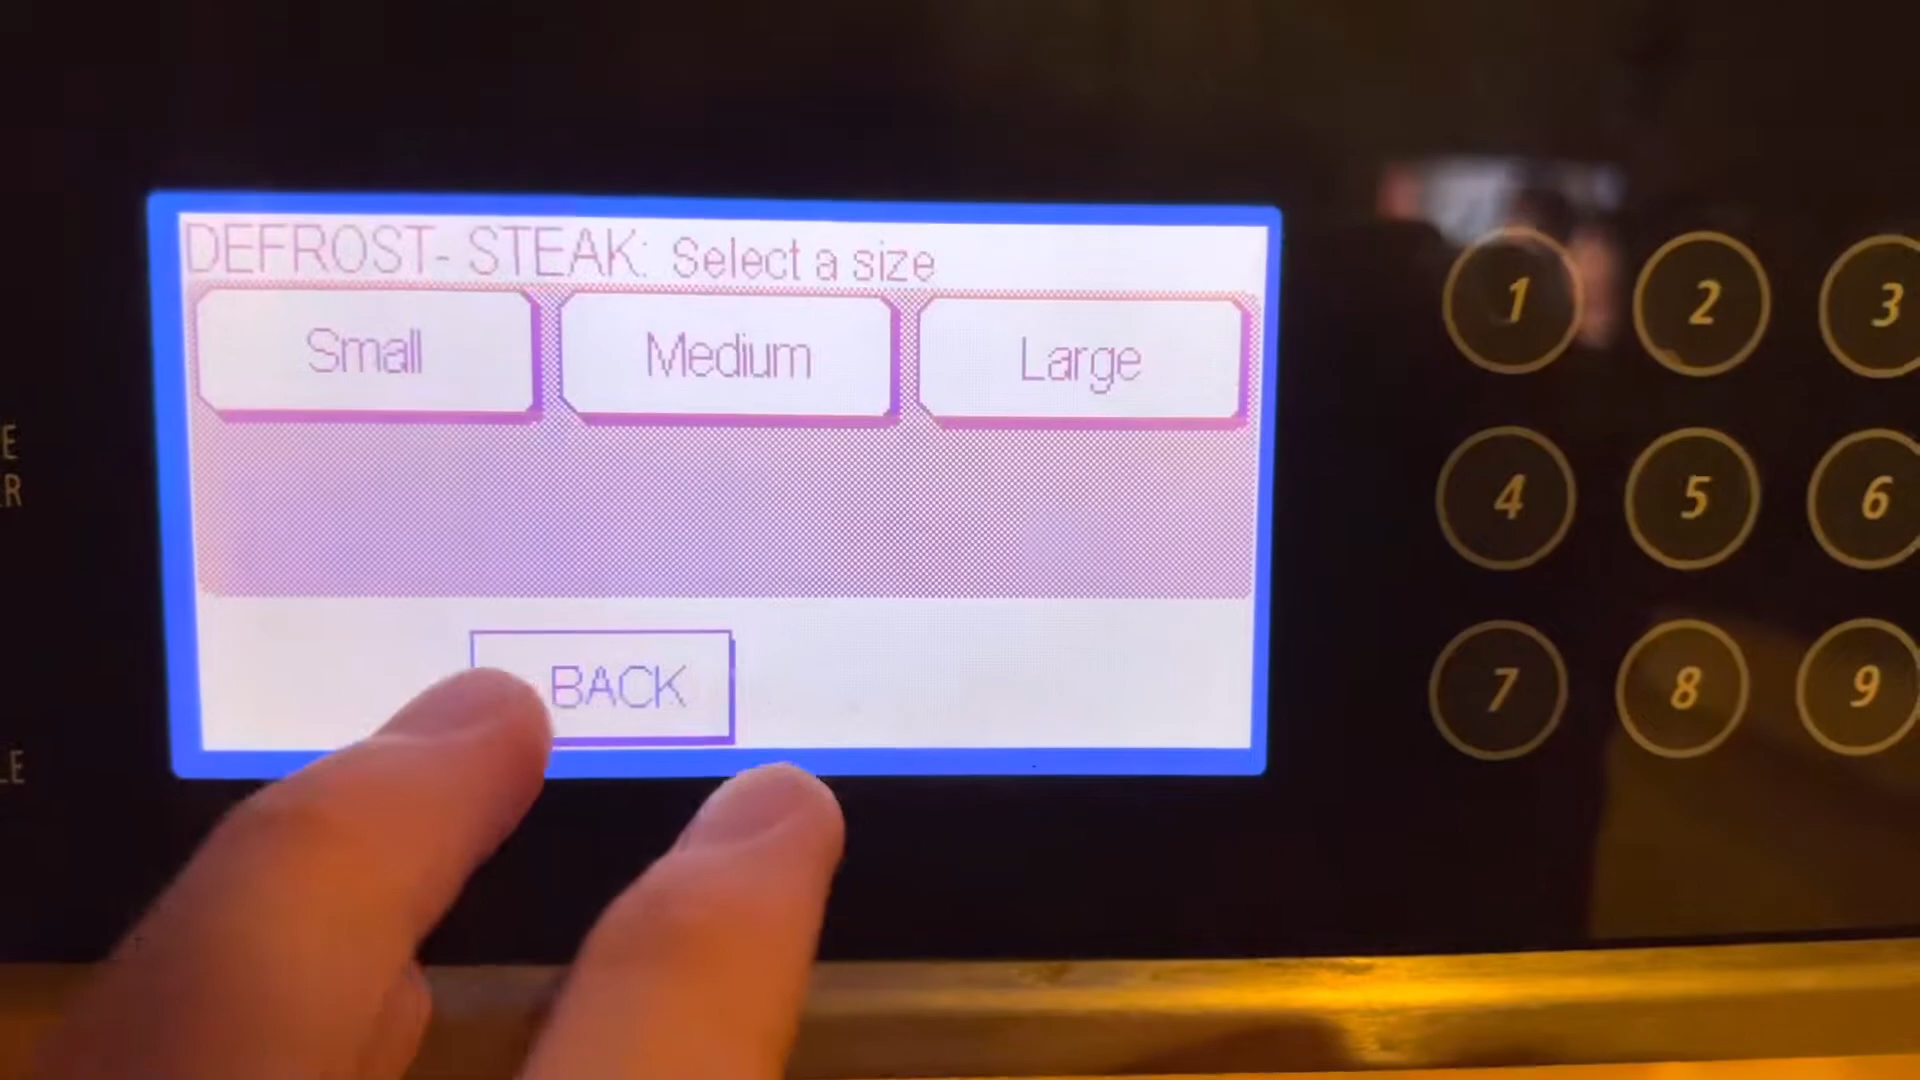 DEFROST- STEAK: Select a size
Small Medium Large
BACK
1 2 3
4 5 6
7 8 9